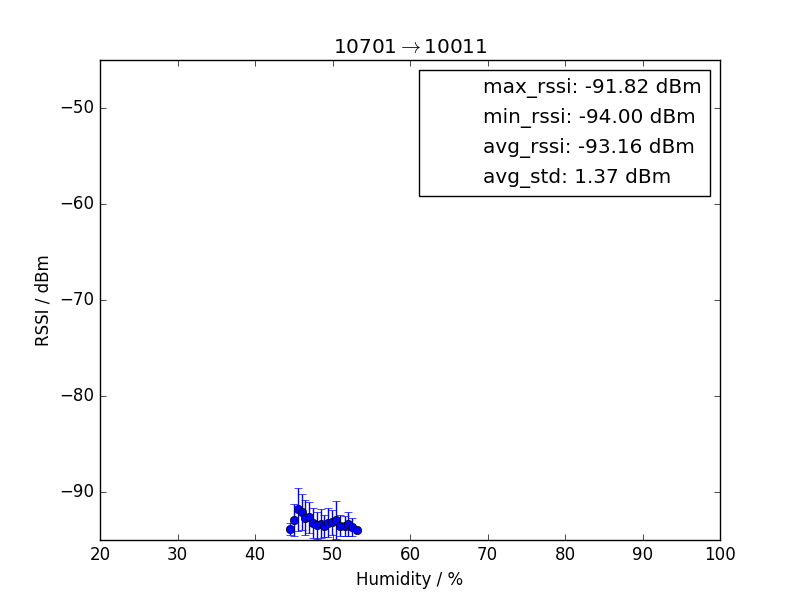 10701→10011
max_rssi: -91.82 dBm
min_rssi: -94.00 dBm
avg_rssi: -93.16 dBm
avg_std: 1.37 dBm
−50
−60
−70
−80
−90
RSSI / dBm
20 30 40 50 60 70 80 90 100
Humidity / %